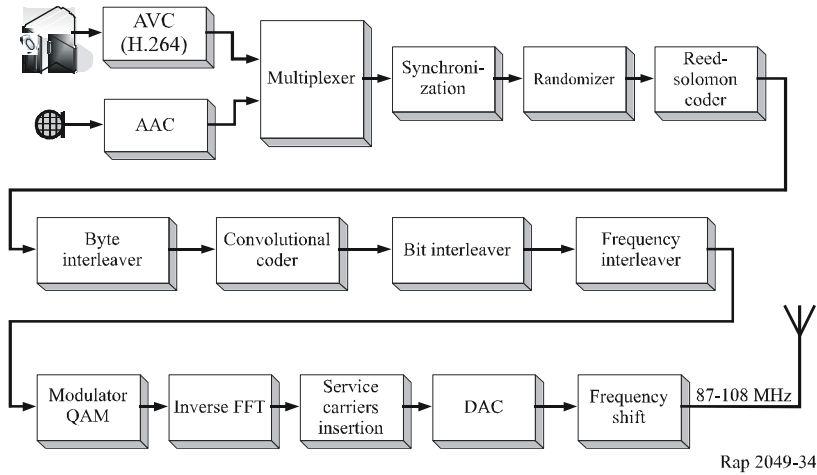 AVC
(H.264)
AAC
Multiplexer
Synchroni-
zation
Randomizer
Reed-
solomon
coder
Byte
interleaver
Convolutional
coder
Bit interleaver
Frequency
interleaver
Modulator
QAM
Inverse FFT
Service
carriers
insertion
DAC
Frequency
shift
87-108 MHz
Rap 2049-34